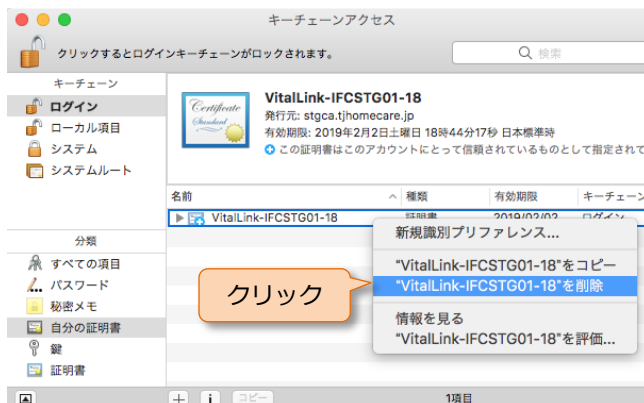 キーチェーンアクセス
クリックするとログインキーチェーンがロックされます。
検索
キーチェーン
ログイン
ローカル項目
システム
システムルート
Certificate
Standard
VitalLink-IFCSTG01-18
発行元: stgca.tjhomecare.jp
有効期限: 2019年2月2日土曜日 18時44分17秒 日本標準時
この証明書はこのアカウントにとって信頼されているものとして指定されて
名前 種類 有効期限 キーチェーン
VitalLink-IFCSTG01-18 証明書 2019/02/02 ログイン
新規識別プリファレンス...
“VitalLink-IFCSTG01-18”をコピー
“VitalLink-IFCSTG01-18”を削除
情報を見る
“VitalLink-IFCSTG01-18”を評価...
クリック
分類
すべての項目
パスワード
秘密メモ
自分の証明書
鍵
証明書
+ i コピー 1項目